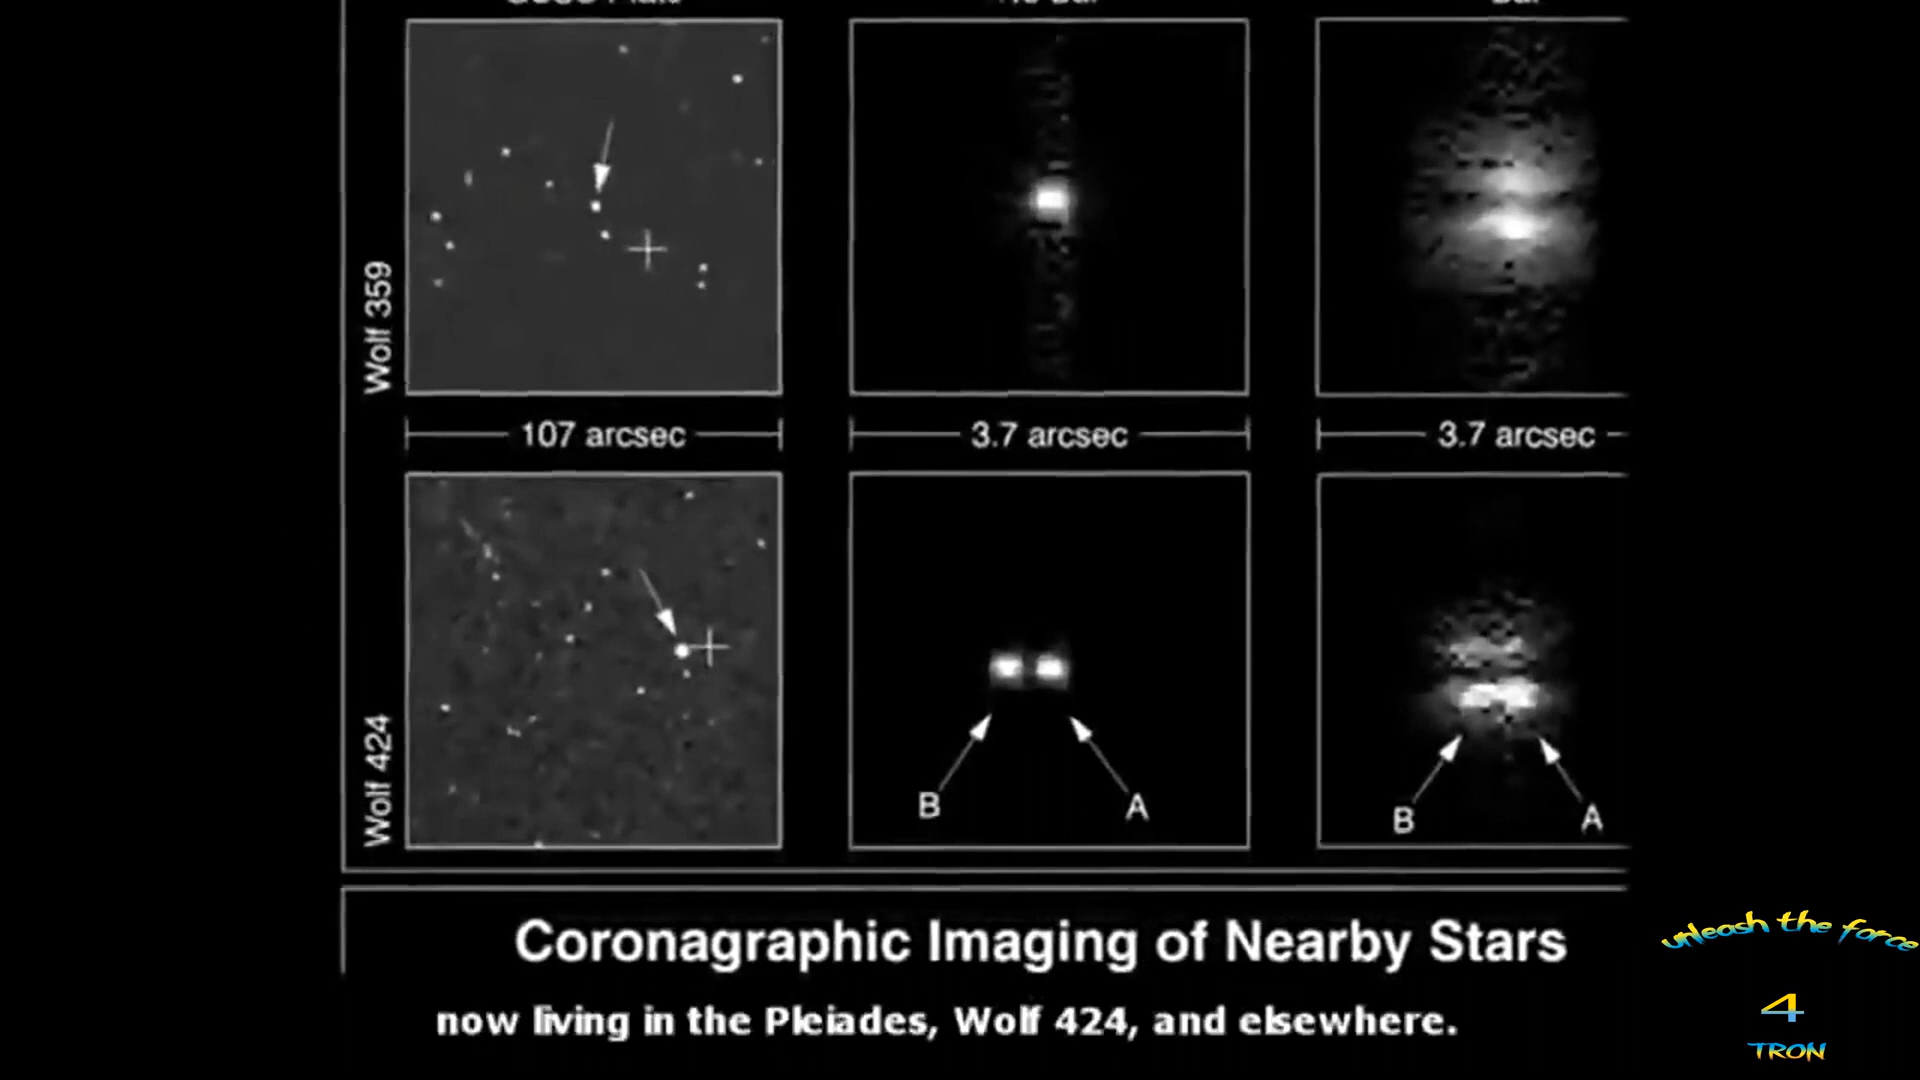 Wolf 359
107 arcsec
3.7 arcsec
3.7 arcsec
Wolf 424
B
A
B
A
Coronagraphic Imaging of Nearby Stars
now living in the Pleiades, Wolf 424, and elsewhere.
unleash the force
4
TRON